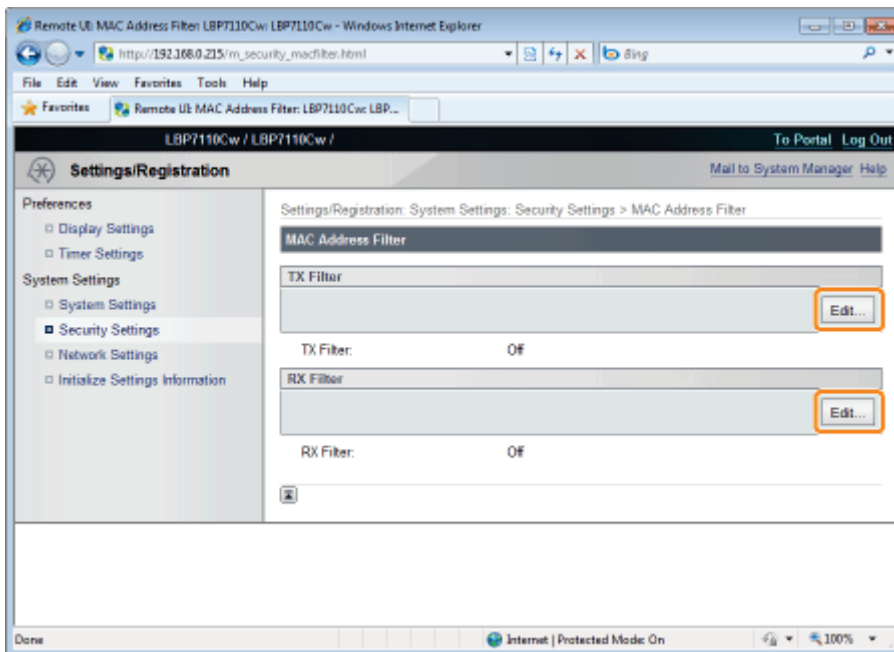 Remote UI: MAC Address Filter: LBP7110Cw: LBP7110Cw - Windows Internet Explorer
http://192.168.0.215/m_security_macfilter.html
Bing
File Edit View Favorites Tools Help
Favorites
Remote UI: MAC Address Filter: LBP7110Cw: LBP...
LBP7110Cw / LBP7110Cw /
To Portal Log Out
Settings/Registration
Mail to System Manager Help
Preferences
Display Settings
Timer Settings
System Settings
System Settings
Security Settings
Network Settings
Initialize Settings Information
Settings/Registration: System Settings: Security Settings > MAC Address Filter
MAC Address Filter
TX Filter
Edit...
TX Filter: Off
RX Filter
Edit...
RX Filter: Off
Done
Internet | Protected Mode: On
100%